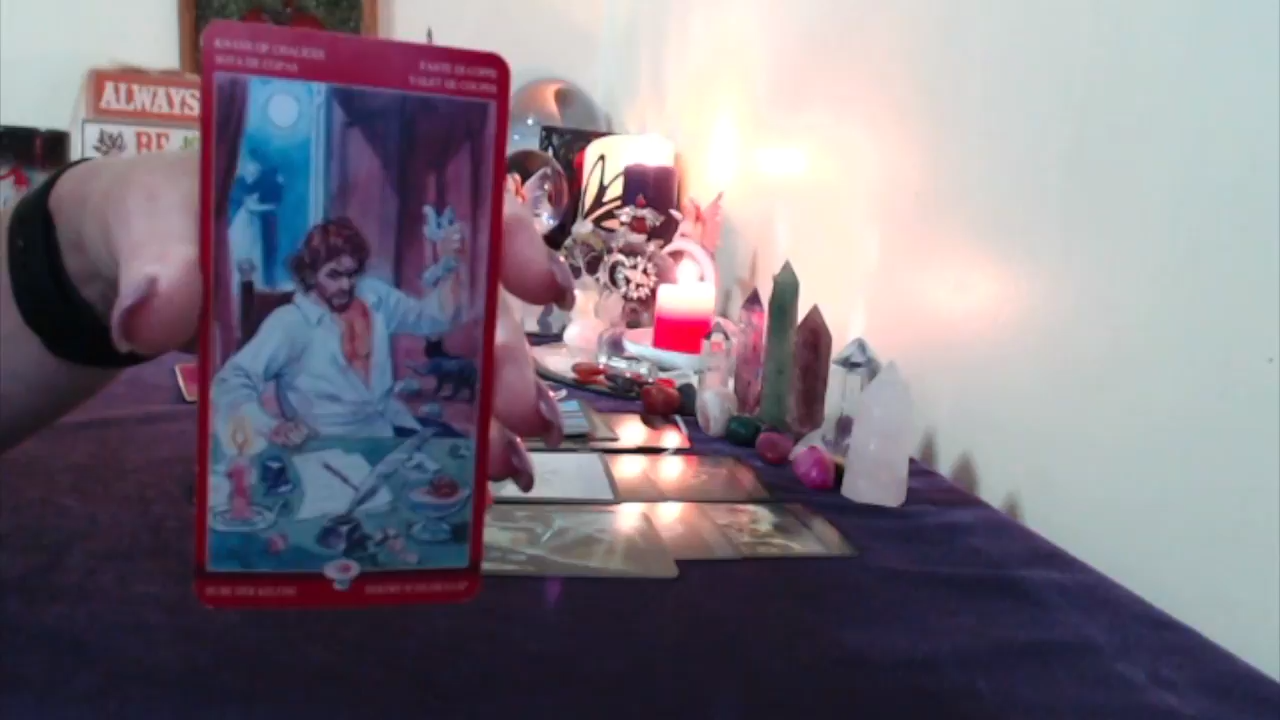 KNAVE OF CHALICES
SOTA DE COPAS
FANTE DI COPPE
VALET DE COUPES
ALWAYS
BE